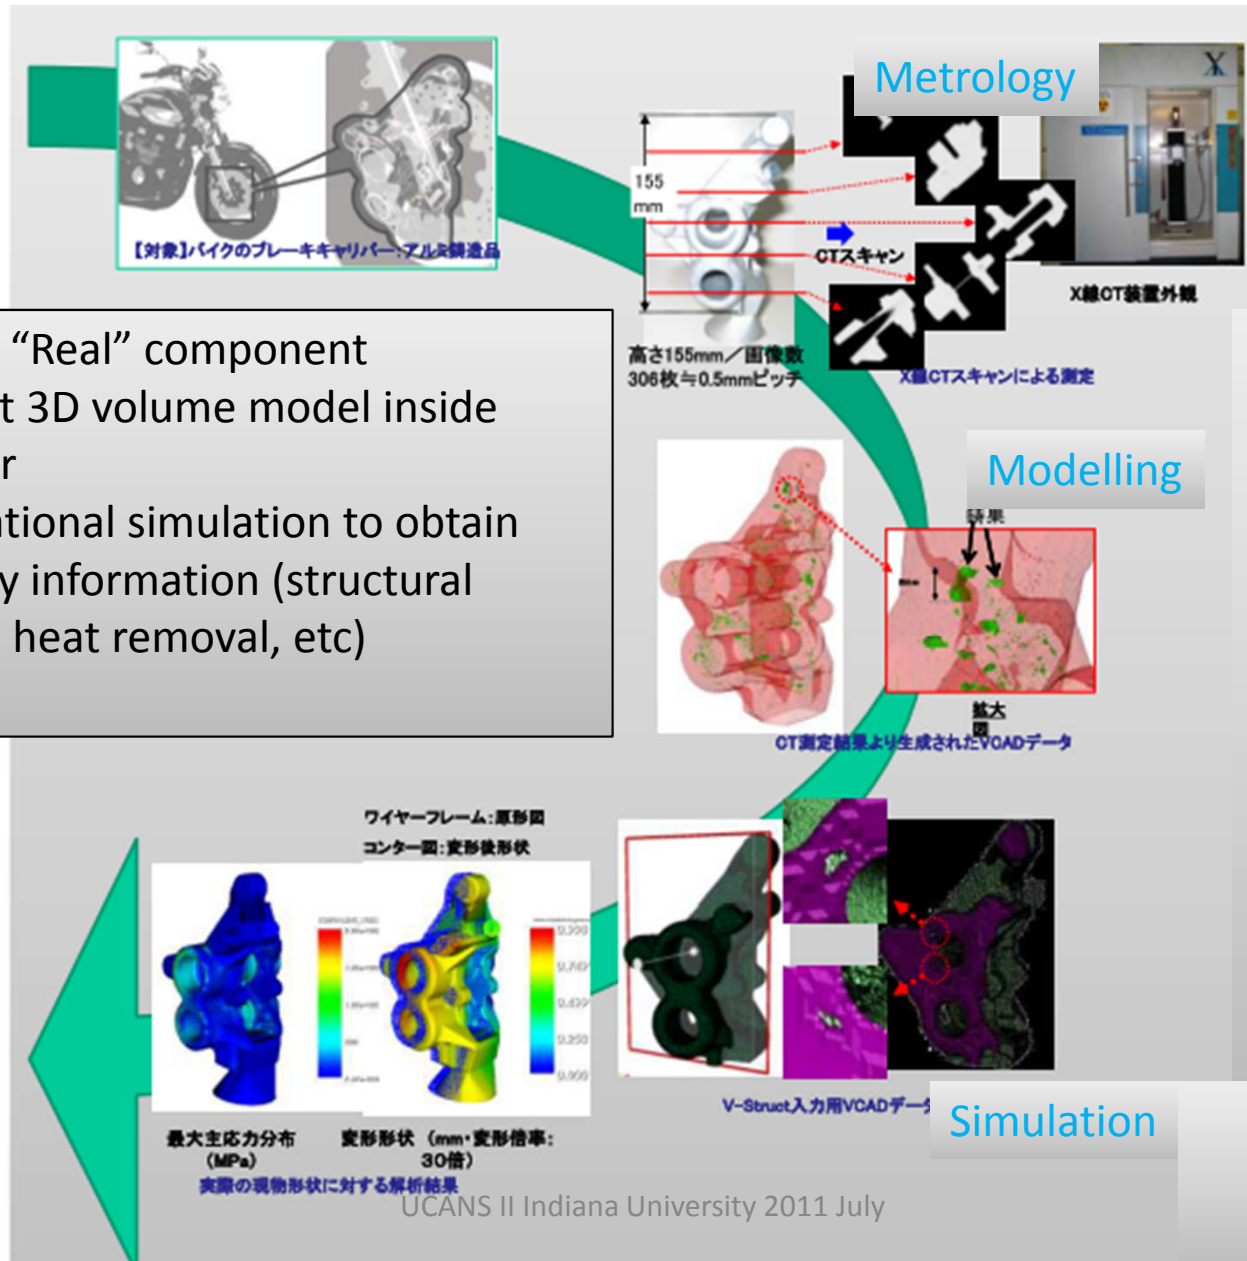 Metrology
【対象】バイクのブレーキキャリパー：アルミ鋳造品
155
mm
CTスキャン
X線CT装置外観
高さ155mm／画像数
306枚≒0.5mmピッチ
X線CTスキャンによる測定
“Real” component
t 3D volume model inside
r
ational simulation to obtain
y information (structural
heat removal, etc)
Modelling
拡大
図
CT測定結果より生成されたVCADデータ
ワイヤーフレーム：原形図
コンター図：変形後形状
V-Struct入力用VCADデータ
Simulation
最大主応力分布
(MPa)
変形形状 （mm・変形倍率：
30倍）
実際の現物形状に対する解析結果
UCANS II Indiana University 2011 July